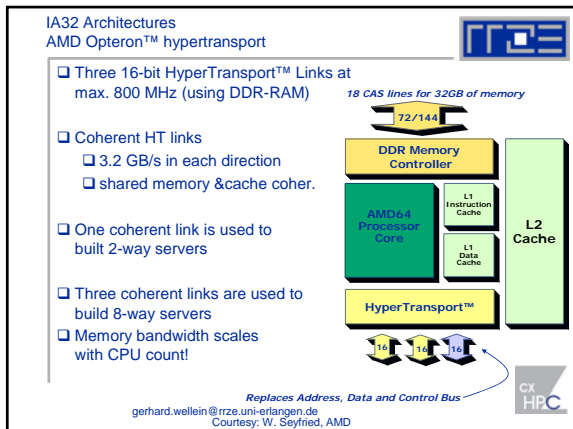 IA32 Architectures
AMD Opteron™ hypertransport
RRZE
Three 16-bit HyperTransport™ Links at
max. 800 MHz (using DDR-RAM)
Coherent HT links
3.2 GB/s in each direction
shared memory &cache coher.
One coherent link is used to
built 2-way servers
Three coherent links are used to
build 8-way servers
Memory bandwidth scales
with CPU count!
18 CAS lines for 32GB of memory
72/144
DDR Memory
Controller
AMD64
Processor
Core
L1
Instruction
Cache
L1
Data
Cache
L2
Cache
HyperTransport™
16
16
16
Replaces Address, Data and Control Bus
gerhard.wellein@rrze.uni-erlangen.de
Courtesy: W. Seyfried, AMD
CX
HPC